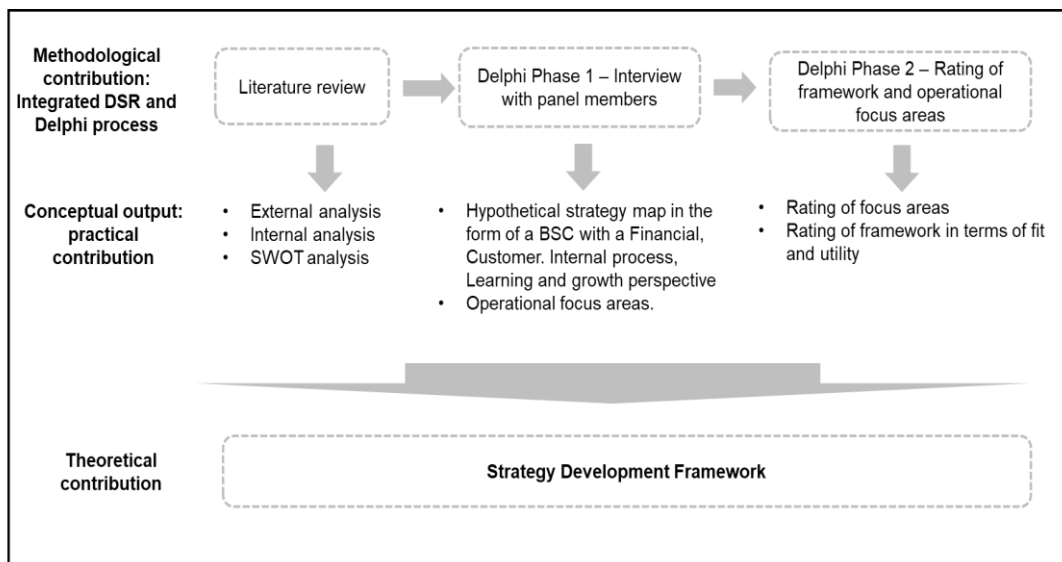 Methodological
contribution:
Integrated DSR and
Delphi process
Literature review
Delphi Phase 1 – Interview
with panel members
Delphi Phase 2 – Rating of
framework and operational
focus areas
Conceptual output:
practical
contribution
• External analysis
• Internal analysis
• SWOT analysis
• Hypothetical strategy map in the
form of a BSC with a Financial,
Customer. Internal process,
Learning and growth perspective
• Operational focus areas.
• Rating of focus areas
• Rating of framework in terms of fit
and utility
Theoretical
contribution
Strategy Development Framework